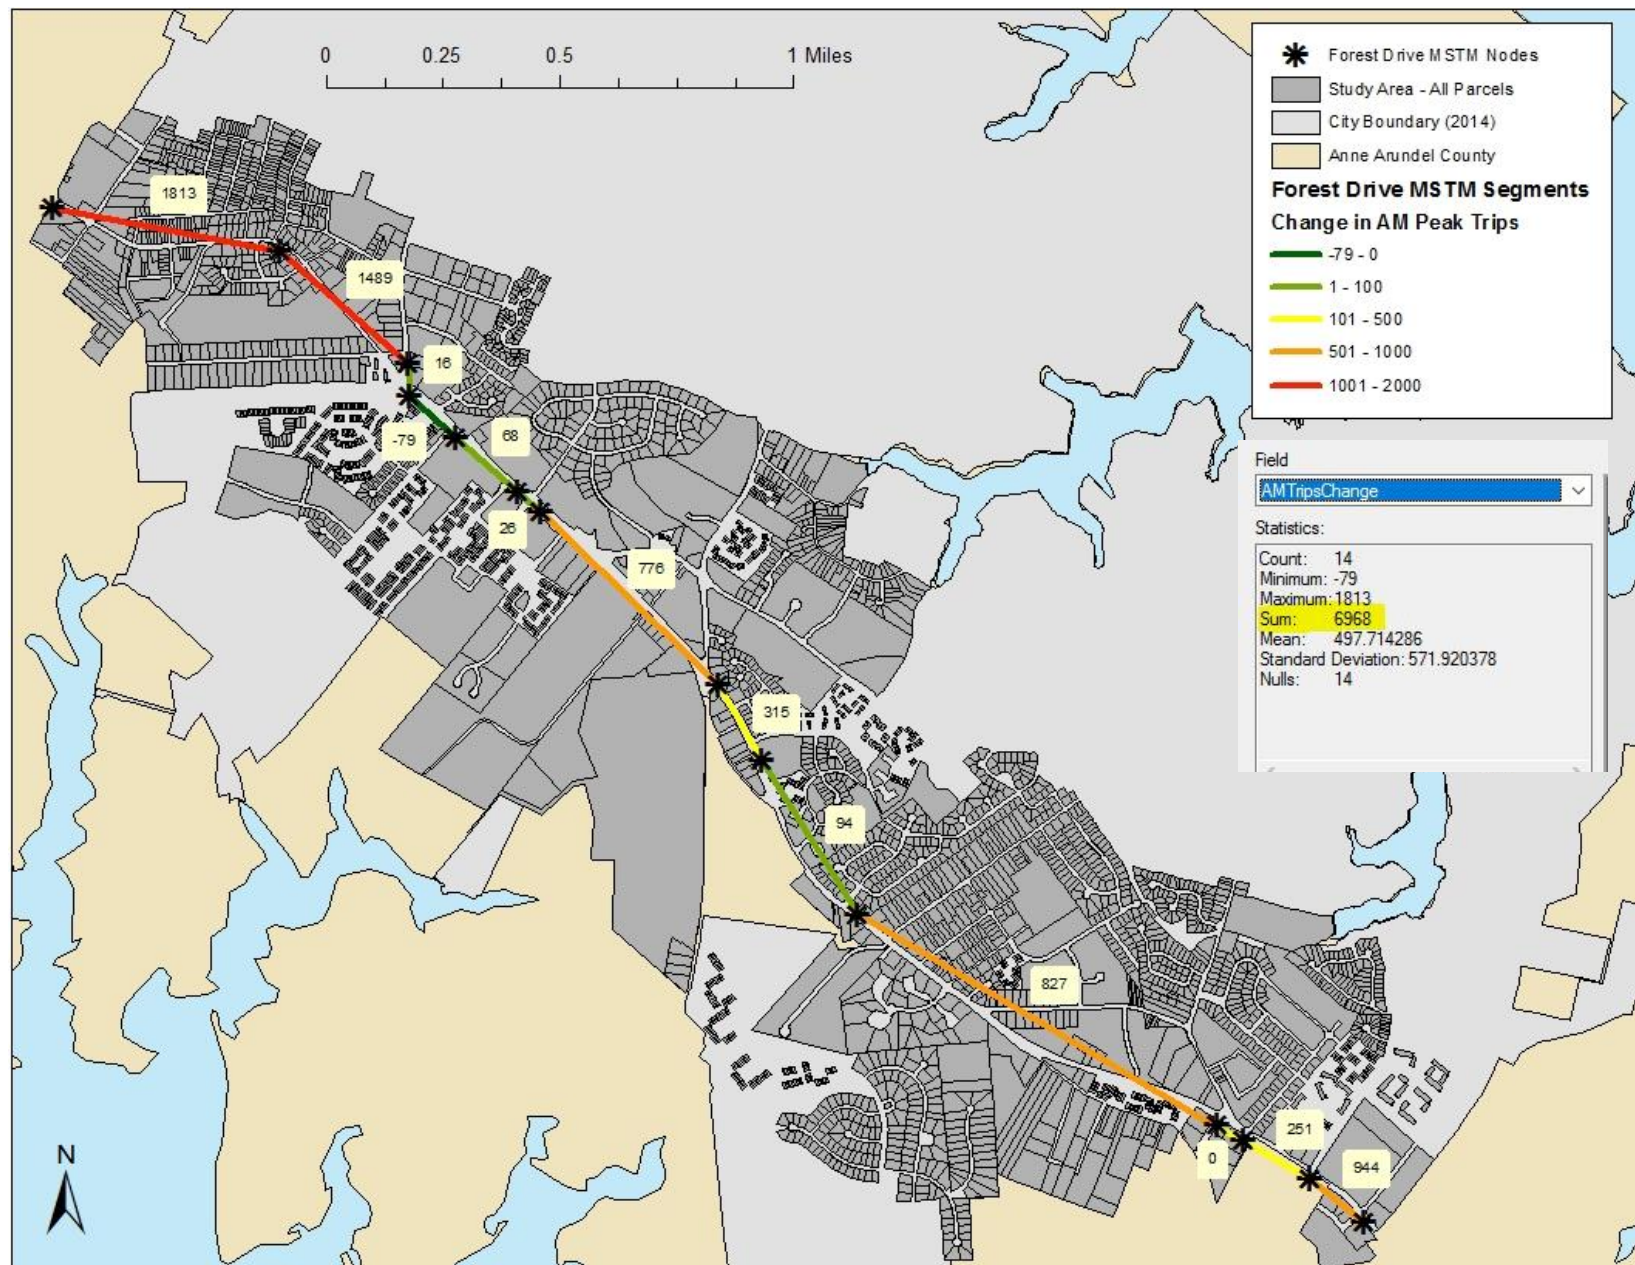 0 0.25 0.5 1 Miles
Forest Drive MSTM Nodes
Study Area - All Parcels
City Boundary (2014)
Anne Arundel County
Forest Drive MSTM Segments
Change in AM Peak Trips
-79 - 0
1 - 100
101 - 500
501 - 1000
1001 - 2000
1813
1489
16
-79
68
26
776
315
94
827
0
251
944
Field
AMTripsChange
Statistics:
Count: 14
Minimum: -79
Maximum: 1813
Sum: 6968
Mean: 497.714286
Standard Deviation: 571.920378
Nulls: 14
N